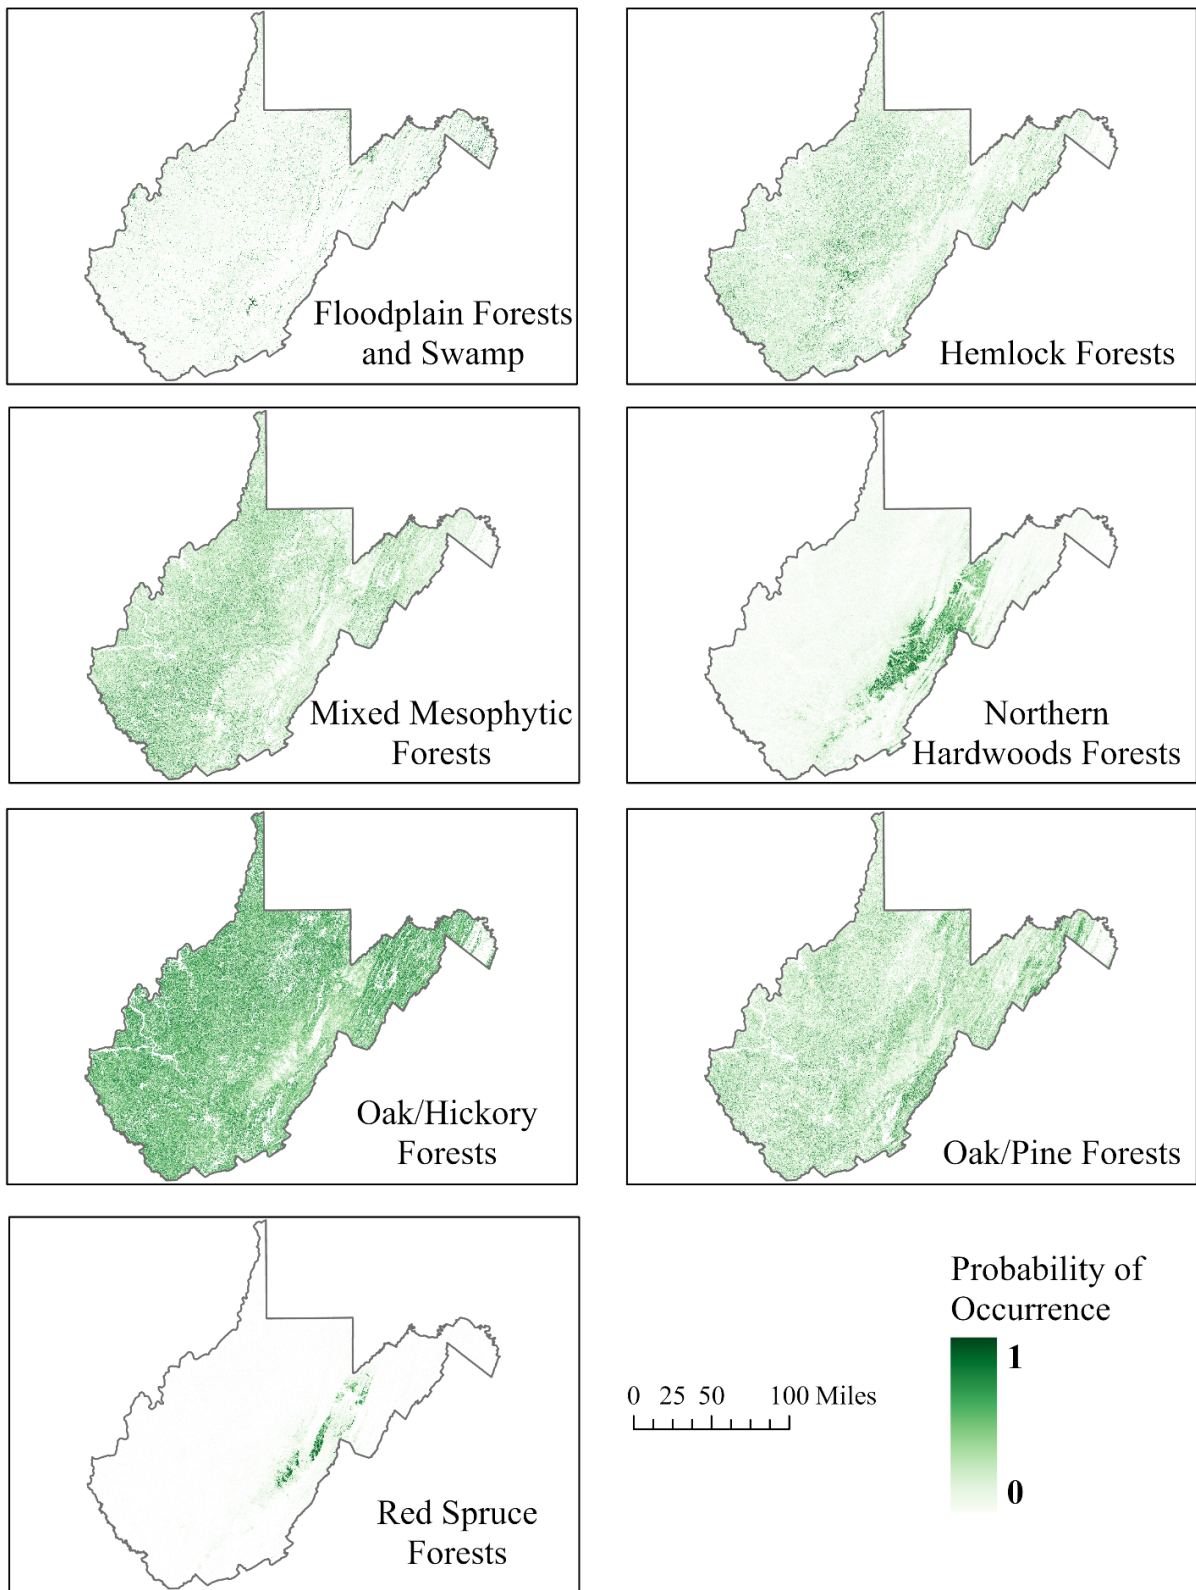 Floodplain Forests
and Swamp
Hemlock Forests
Mixed Mesophytic
Forests
Northern
Hardwoods Forests
Oak/Hickory
Forests
Oak/Pine Forests
Red Spruce
Forests
0 25 50 100 Miles
Probability of
Occurrence
1
0